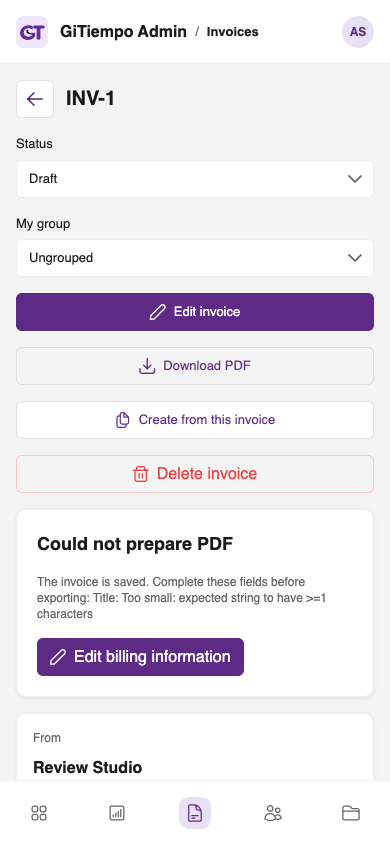 GT GiTiempo Admin / Invoices AS
INV-1
Status
Draft
My group
Ungrouped
Edit invoice
Download PDF
Create from this invoice
Delete invoice
Could not prepare PDF
The invoice is saved. Complete these fields before
exporting: Title: Too small: expected string to have >=1
characters
Edit billing information
From
Review Studio